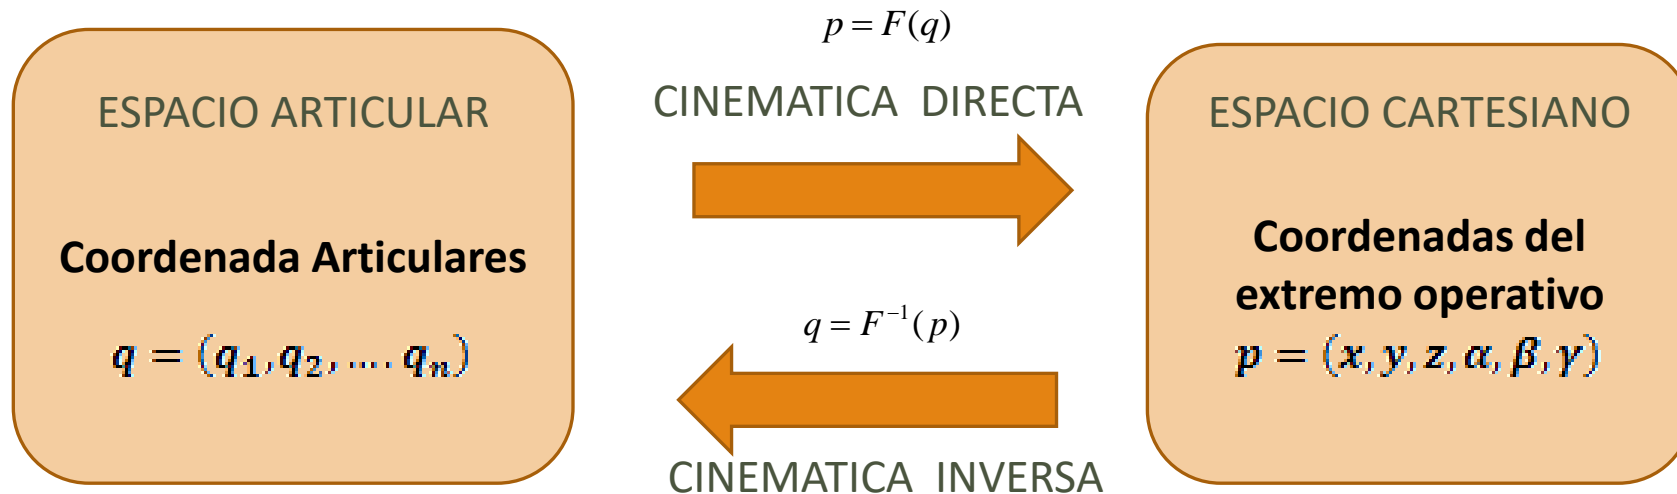 ESPACIO ARTICULAR
Coordenada Articulares
q = (q₁,q₂,.... qₙ)
p = F(q)
CINEMATICA DIRECTA
q = F⁻¹(p)
CINEMATICA INVERSA
ESPACIO CARTESIANO
Coordenadas del
extremo operativo
p = (x, y, z, α, β, γ)